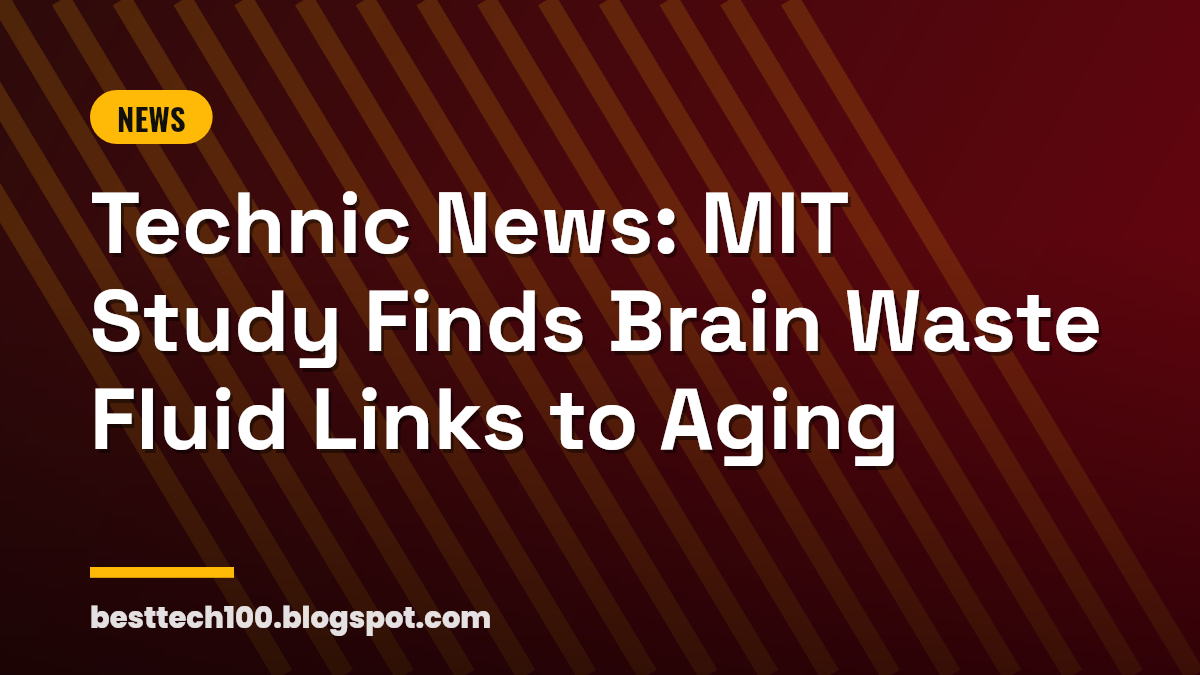 NEWS
Technic News: MIT
Study Finds Brain Waste
Fluid Links to Aging
besttech100.blogspot.com